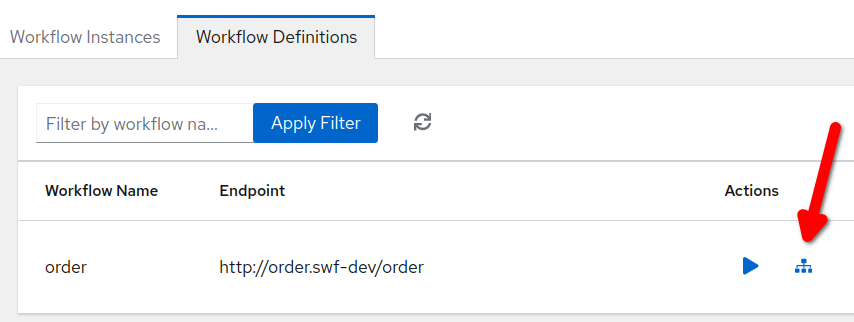 Workflow Instances Workflow Definitions
Filter by workflow na... Apply Filter
Workflow Name Endpoint Actions
order http://order.swf-dev/order